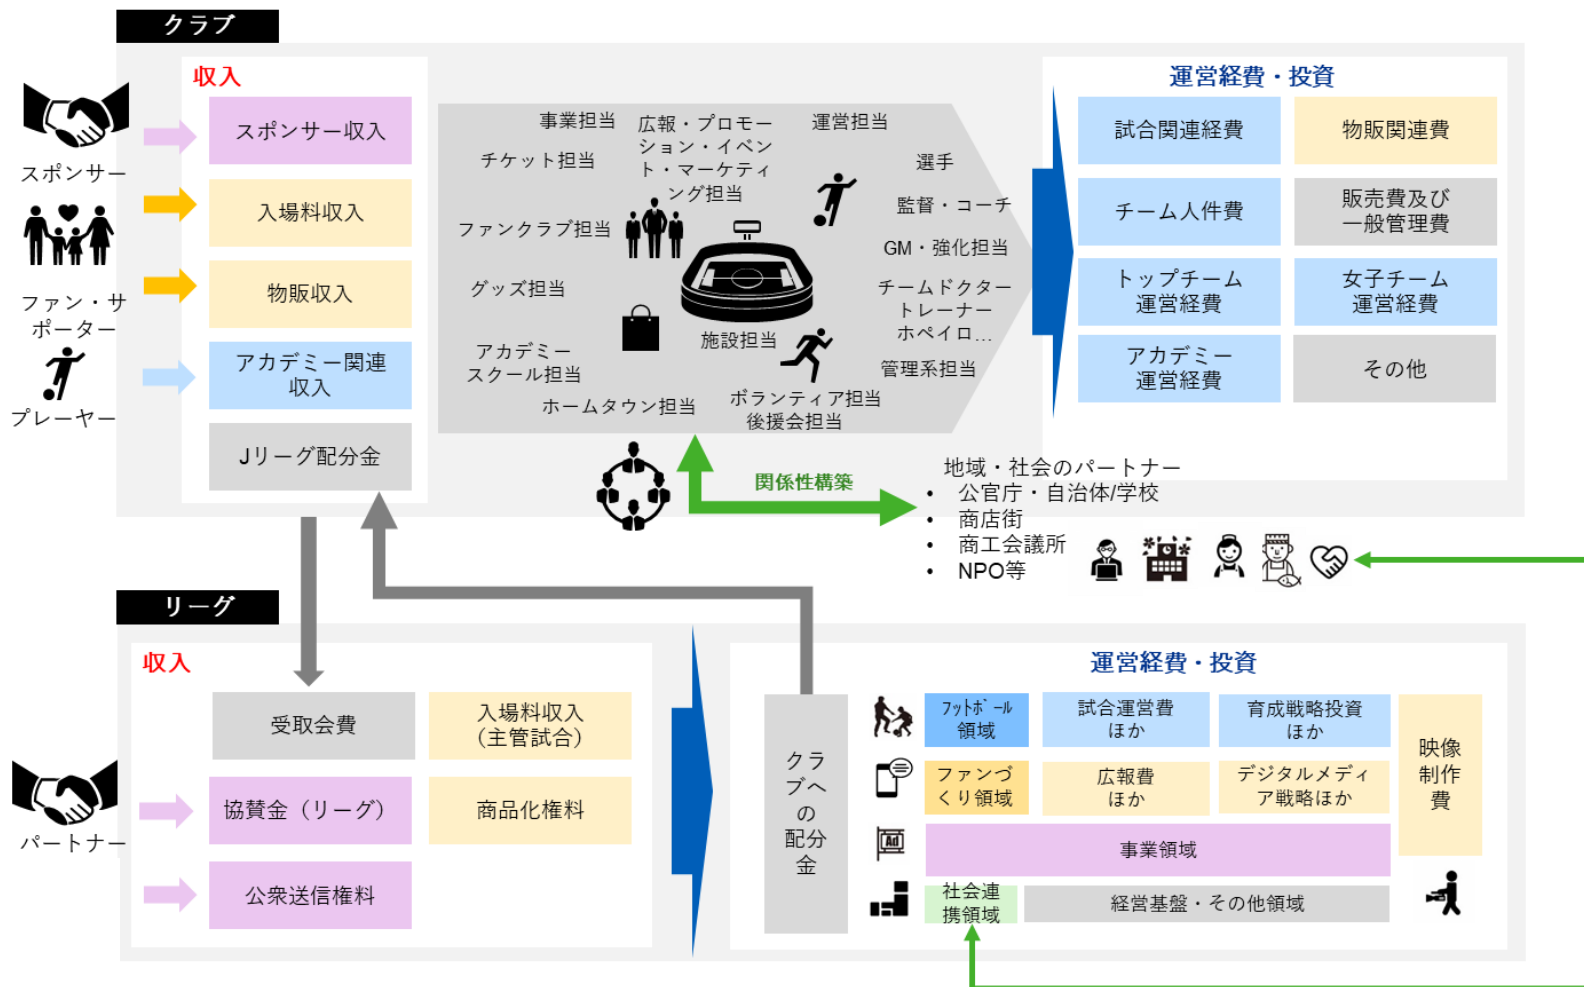 クラブ
収入
スポンサー
ファン・サ
ポーター
プレーヤー
スポンサー収入
入場料収入
物販収入
アカデミー関連
収入
Jリーグ配分金
事業担当
広報・プロモー
ション・イベン
ト・マーケティ
ング担当
運営担当
チケット担当
選手
監督・コーチ
ファンクラブ担当
GM・強化担当
グッズ担当
チームドクター
トレーナー
ホペイロ…
施設担当
アカデミー
スクール担当
管理系担当
ホームタウン担当
ボランティア担当
後援会担当
運営経費・投資
試合関連経費
物販関連費
チーム人件費
販売費及び
一般管理費
トップチーム
運営経費
女子チーム
運営経費
アカデミー
運営経費
その他
関係性構築
地域・社会のパートナー
• 公官庁・自治体/学校
• 商店街
• 商工会議所
• NPO等
リーグ
収入
パートナー
受取会費
入場料収入
(主管試合)
協賛金（リーグ）
商品化権料
公衆送信権料
運営経費・投資
クラ
ブへ
の
配分
金
ﾌｯﾄﾎﾞｰﾙ
領域
試合運営費
ほか
育成戦略投資
ほか
ファンづ
くり領域
広報費
ほか
デジタルメディ
ア戦略ほか
映像
制作
費
Ad
事業領域
社会連
携領域
経営基盤・その他領域